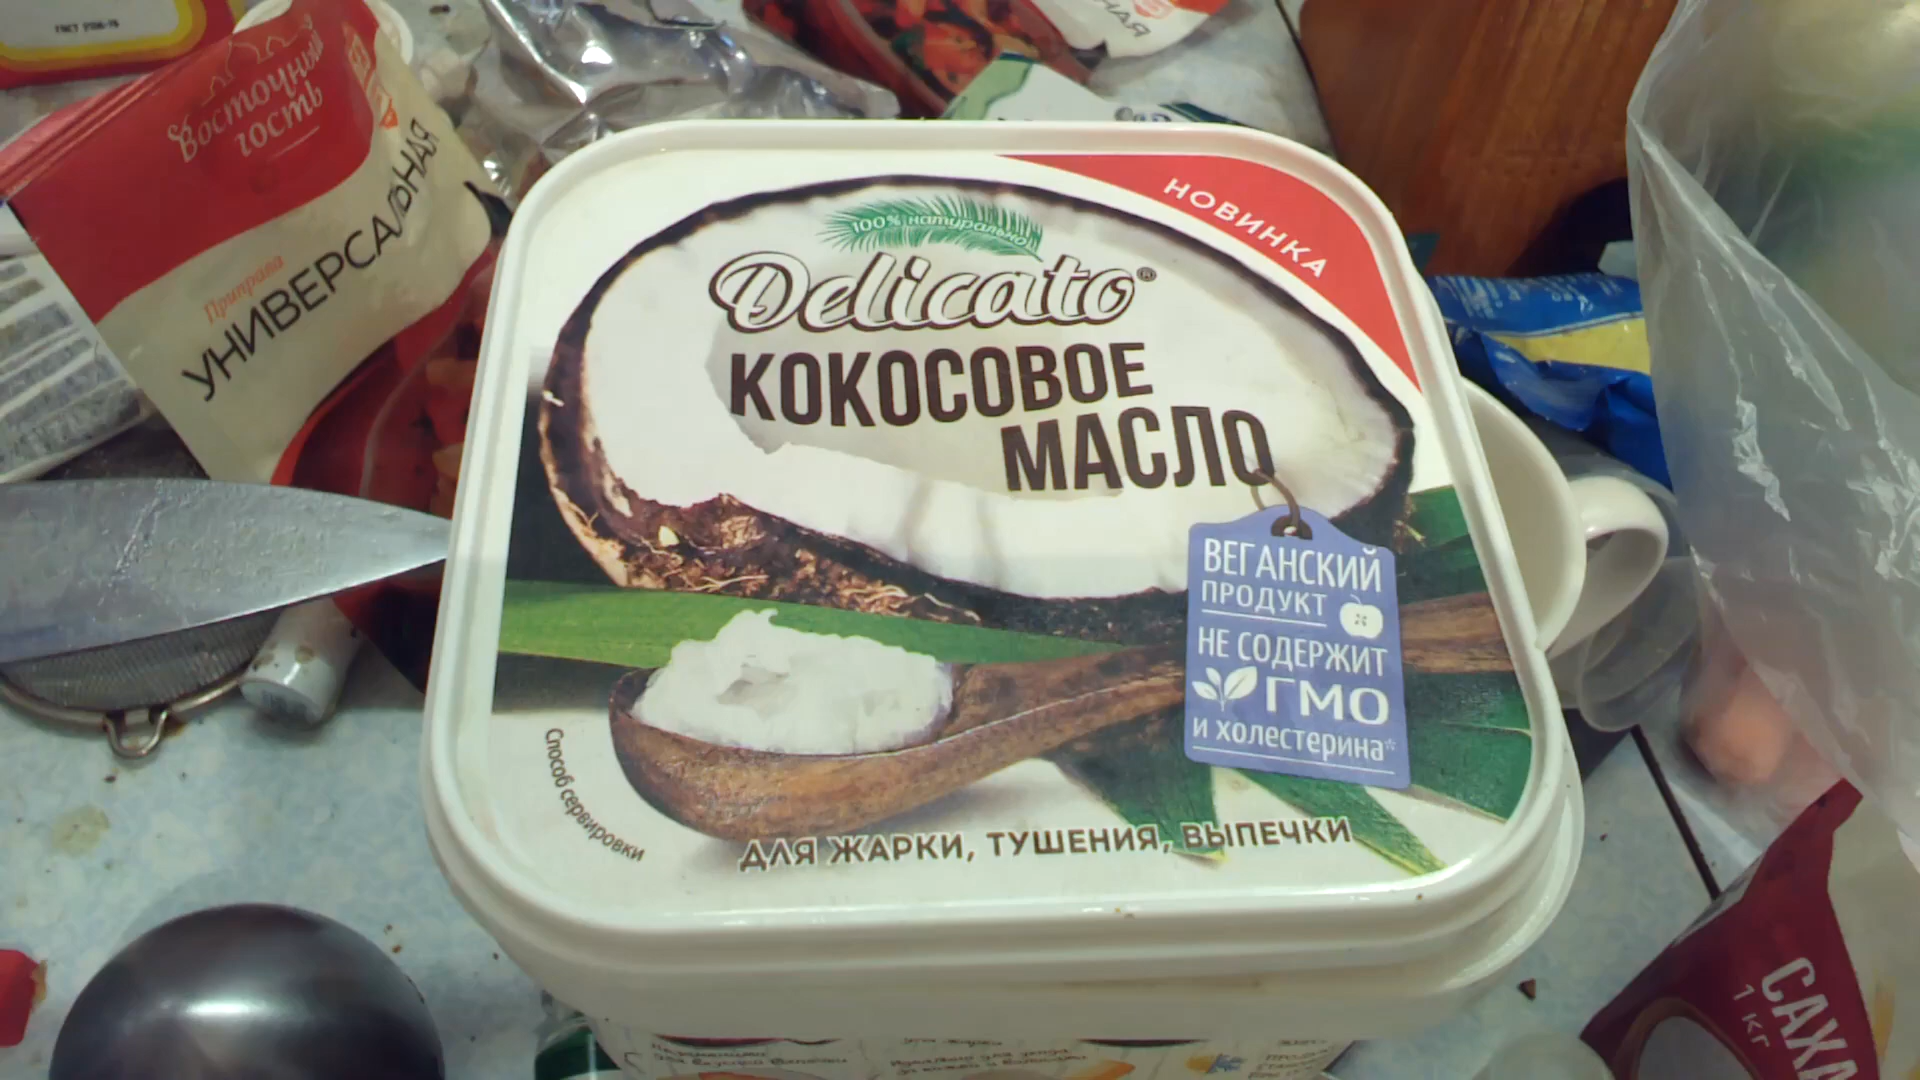 ВОСТОЧНЫЙ
ГОСТЬ
Приправа
УНИВЕРСАЛЬНАЯ
НОВИНКА
100% натурально
Delicato®
КОКОСОВОЕ
МАСЛО
ВЕГАНСКИЙ
ПРОДУКТ
НЕ СОДЕРЖИТ
ГМО
и холестерина*
Способ сервировки
ДЛЯ ЖАРКИ, ТУШЕНИЯ, ВЫПЕЧКИ
САХА
1 КГ